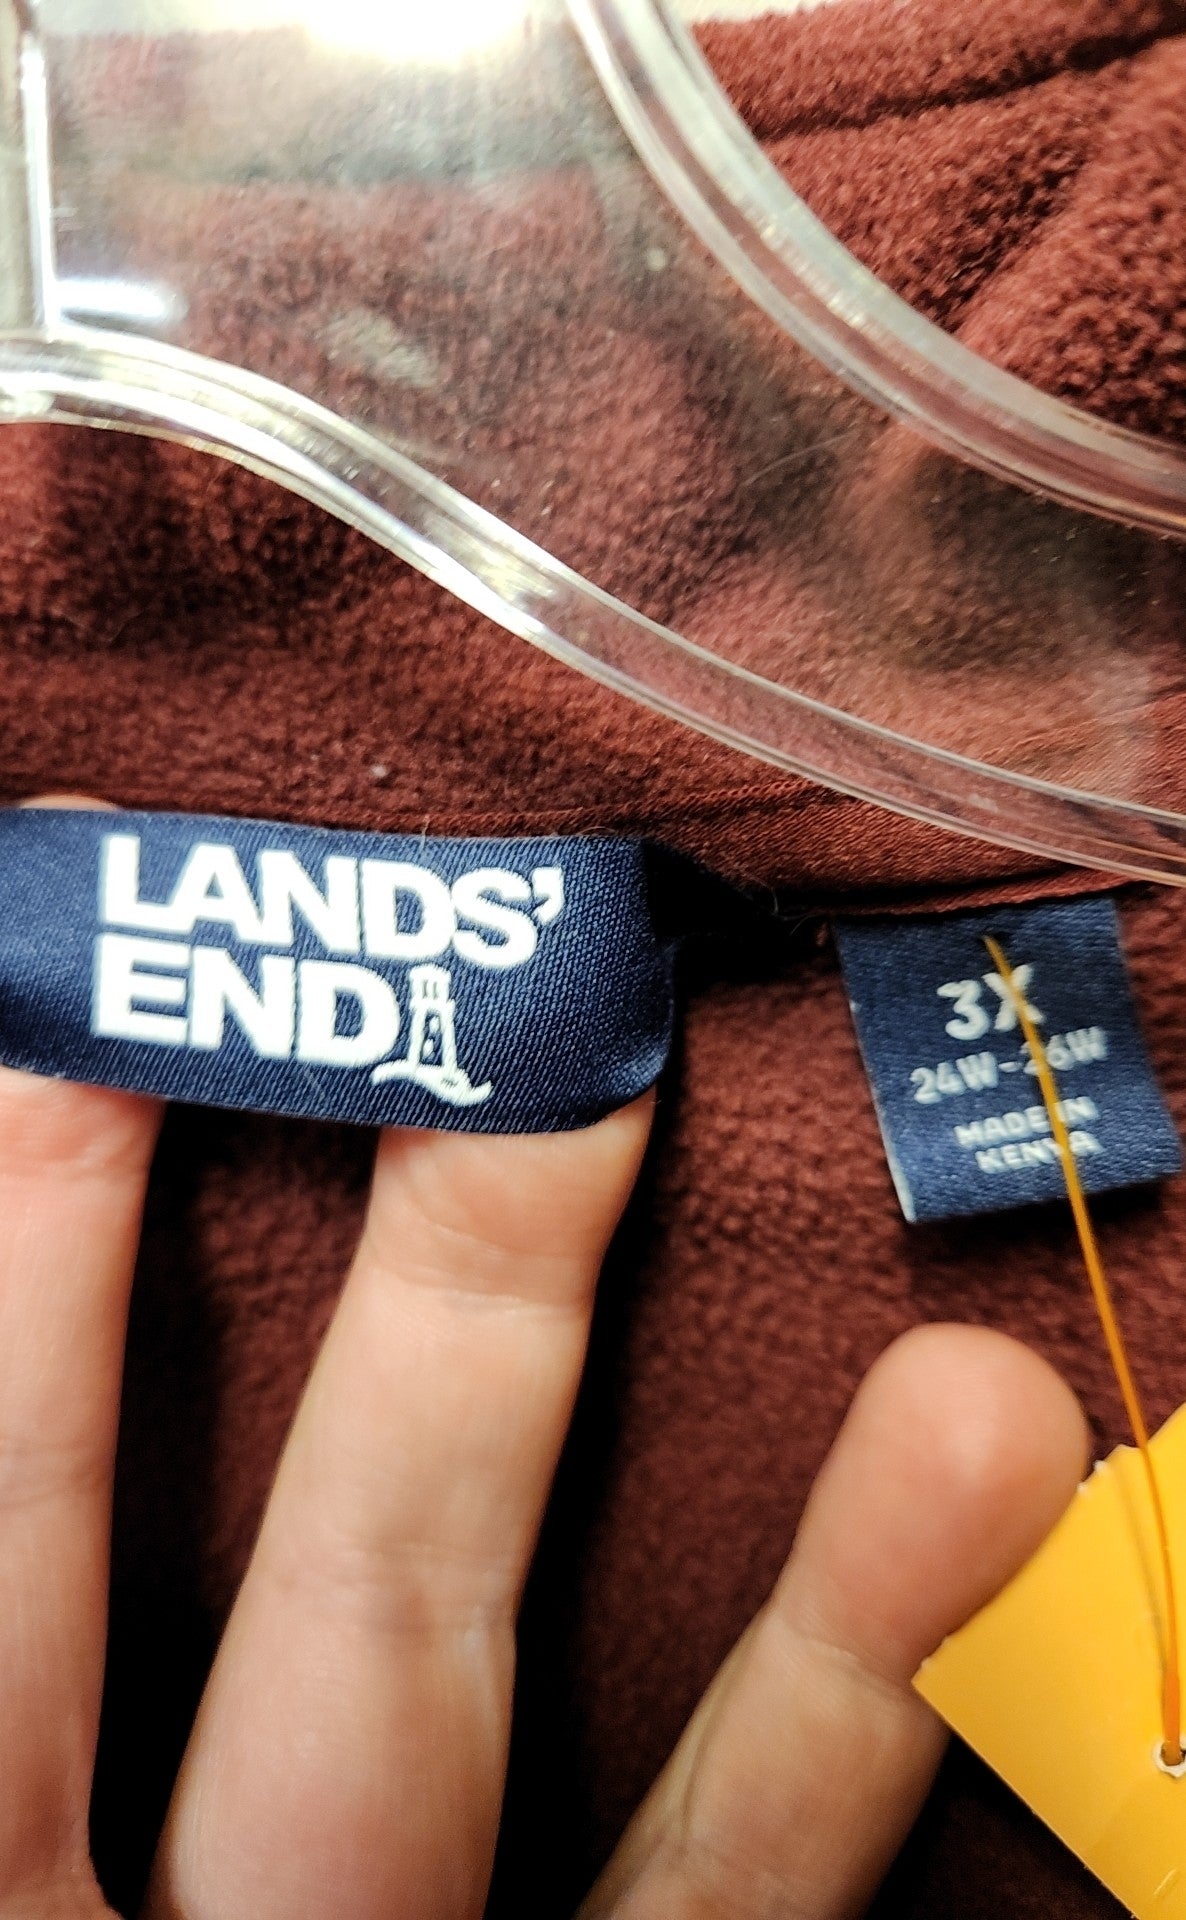 LANDS'
END
3X
24W-26W
MADE IN
KENYA